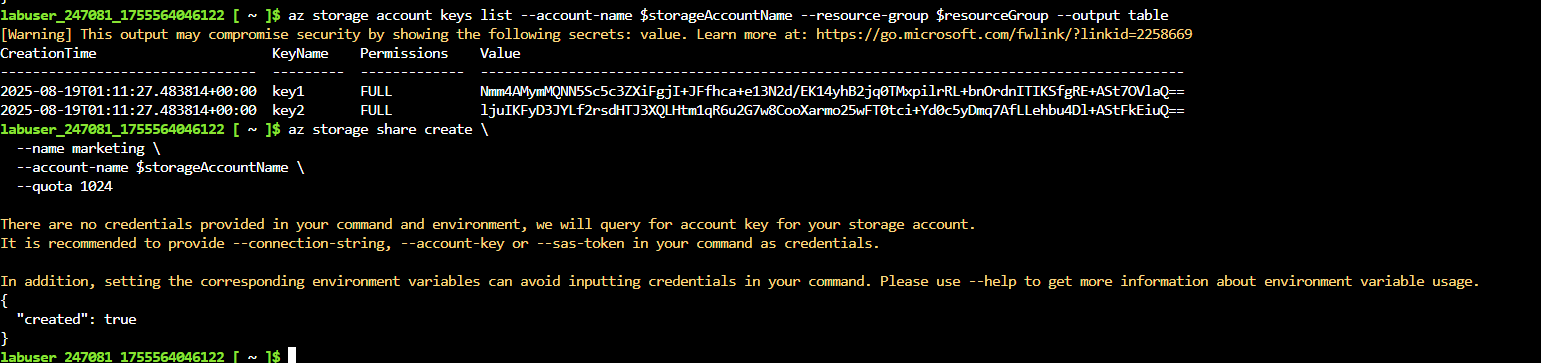 labuser_247081_1755564046122 [ ~ ]$ az storage account keys list --account-name $storageAccountName --resource-group $resourceGroup --output table
[Warning] This output may compromise security by showing the following secrets: value. Learn more at: https://go.microsoft.com/fwlink/?linkid=2258669
CreationTime                      KeyName    Permissions    Value
--------------------------------  ---------  -------------  ----------------------------------------------------------------------------------------
2025-08-19T01:11:27.483814+00:00  key1       FULL           Nmm4AMymMQNN5Sc5c3ZXiFgjI+JFfhca+e13N2d/EK14yhB2jq0TMxpilrRL+bnOrdnITIKSfgRE+ASt7OVlaQ==
2025-08-19T01:11:27.483814+00:00  key2       FULL           ljuIKFyD3JYLf2rsdHTJ3XQLHtm1qR6u2G7w8CooXarmo25wFT0tci+Yd0c5yDmq7AfLLehbu4Dl+AStFkEiuQ==
labuser_247081_1755564046122 [ ~ ]$ az storage share create \
  --name marketing \
  --account-name $storageAccountName \
  --quota 1024
There are no credentials provided in your command and environment, we will query for account key for your storage account.
It is recommended to provide --connection-string, --account-key or --sas-token in your command as credentials.
In addition, setting the corresponding environment variables can avoid inputting credentials in your command. Please use --help to get more information about environment variable usage.
{
  "created": true
}
labuser_247081_1755564046122 [ ~ ]$